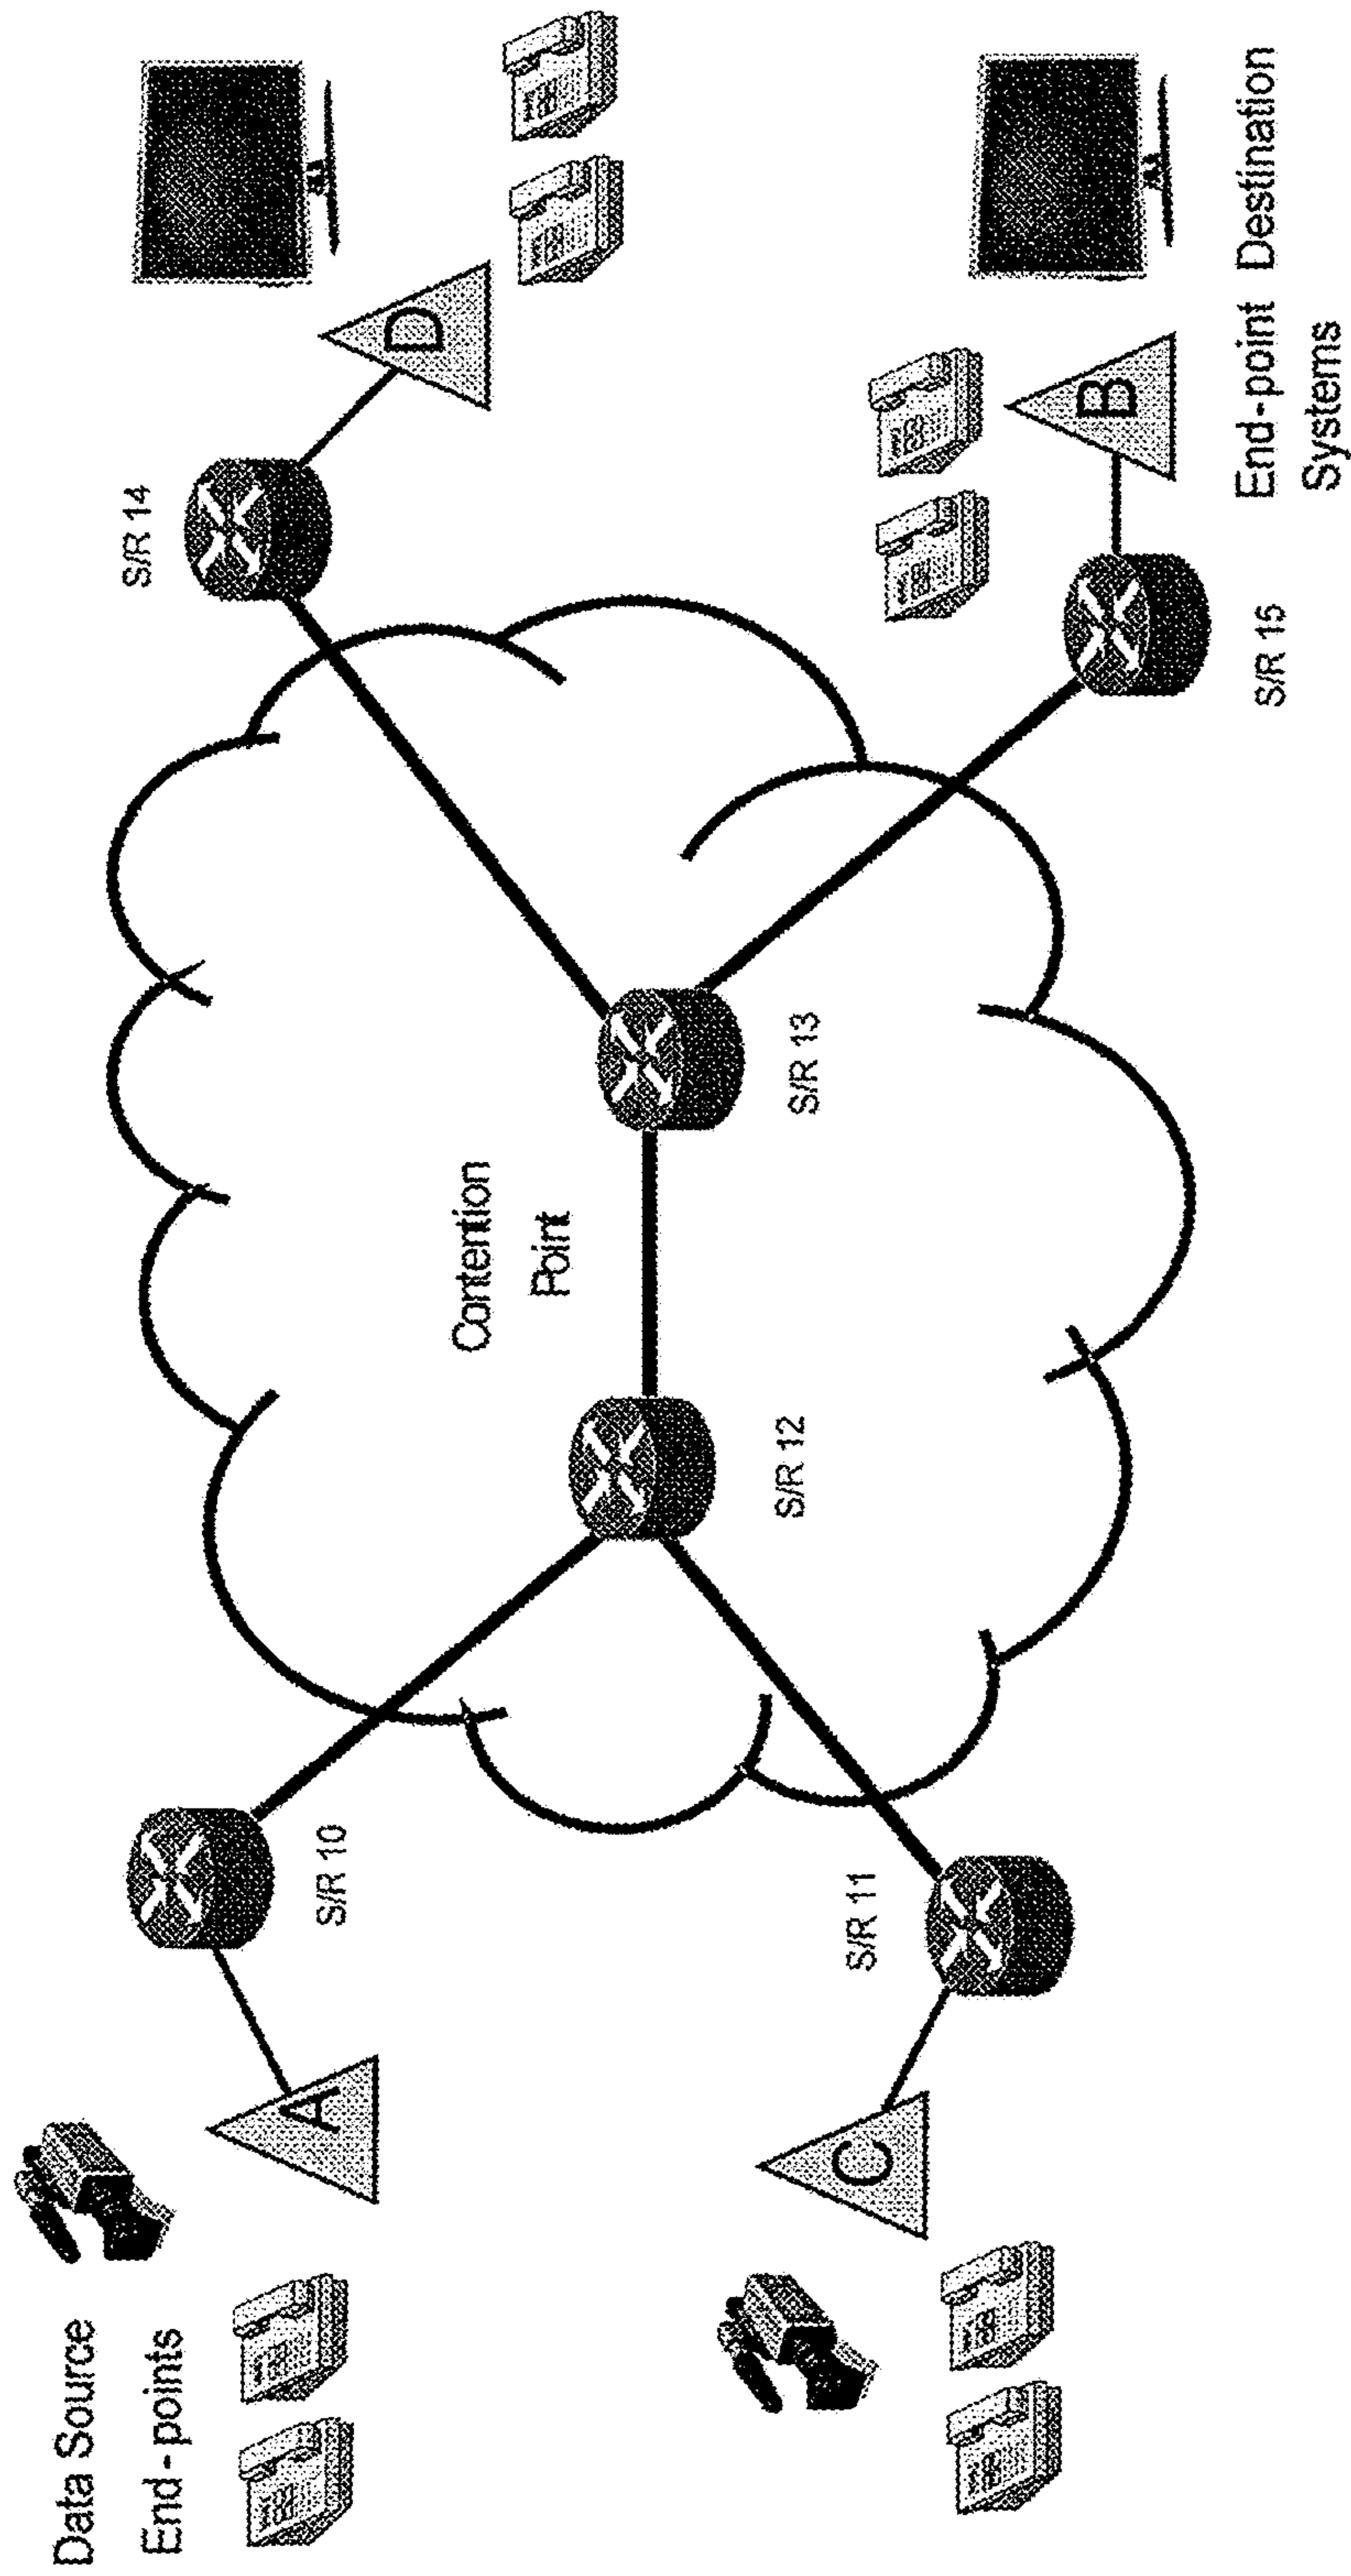 Data Source
End-points
S/R 14
S/R 10
A
D
Contention
Point
S/R 12
S/R 13
C
S/R 11
B
S/R 15
End-point Destination
Systems